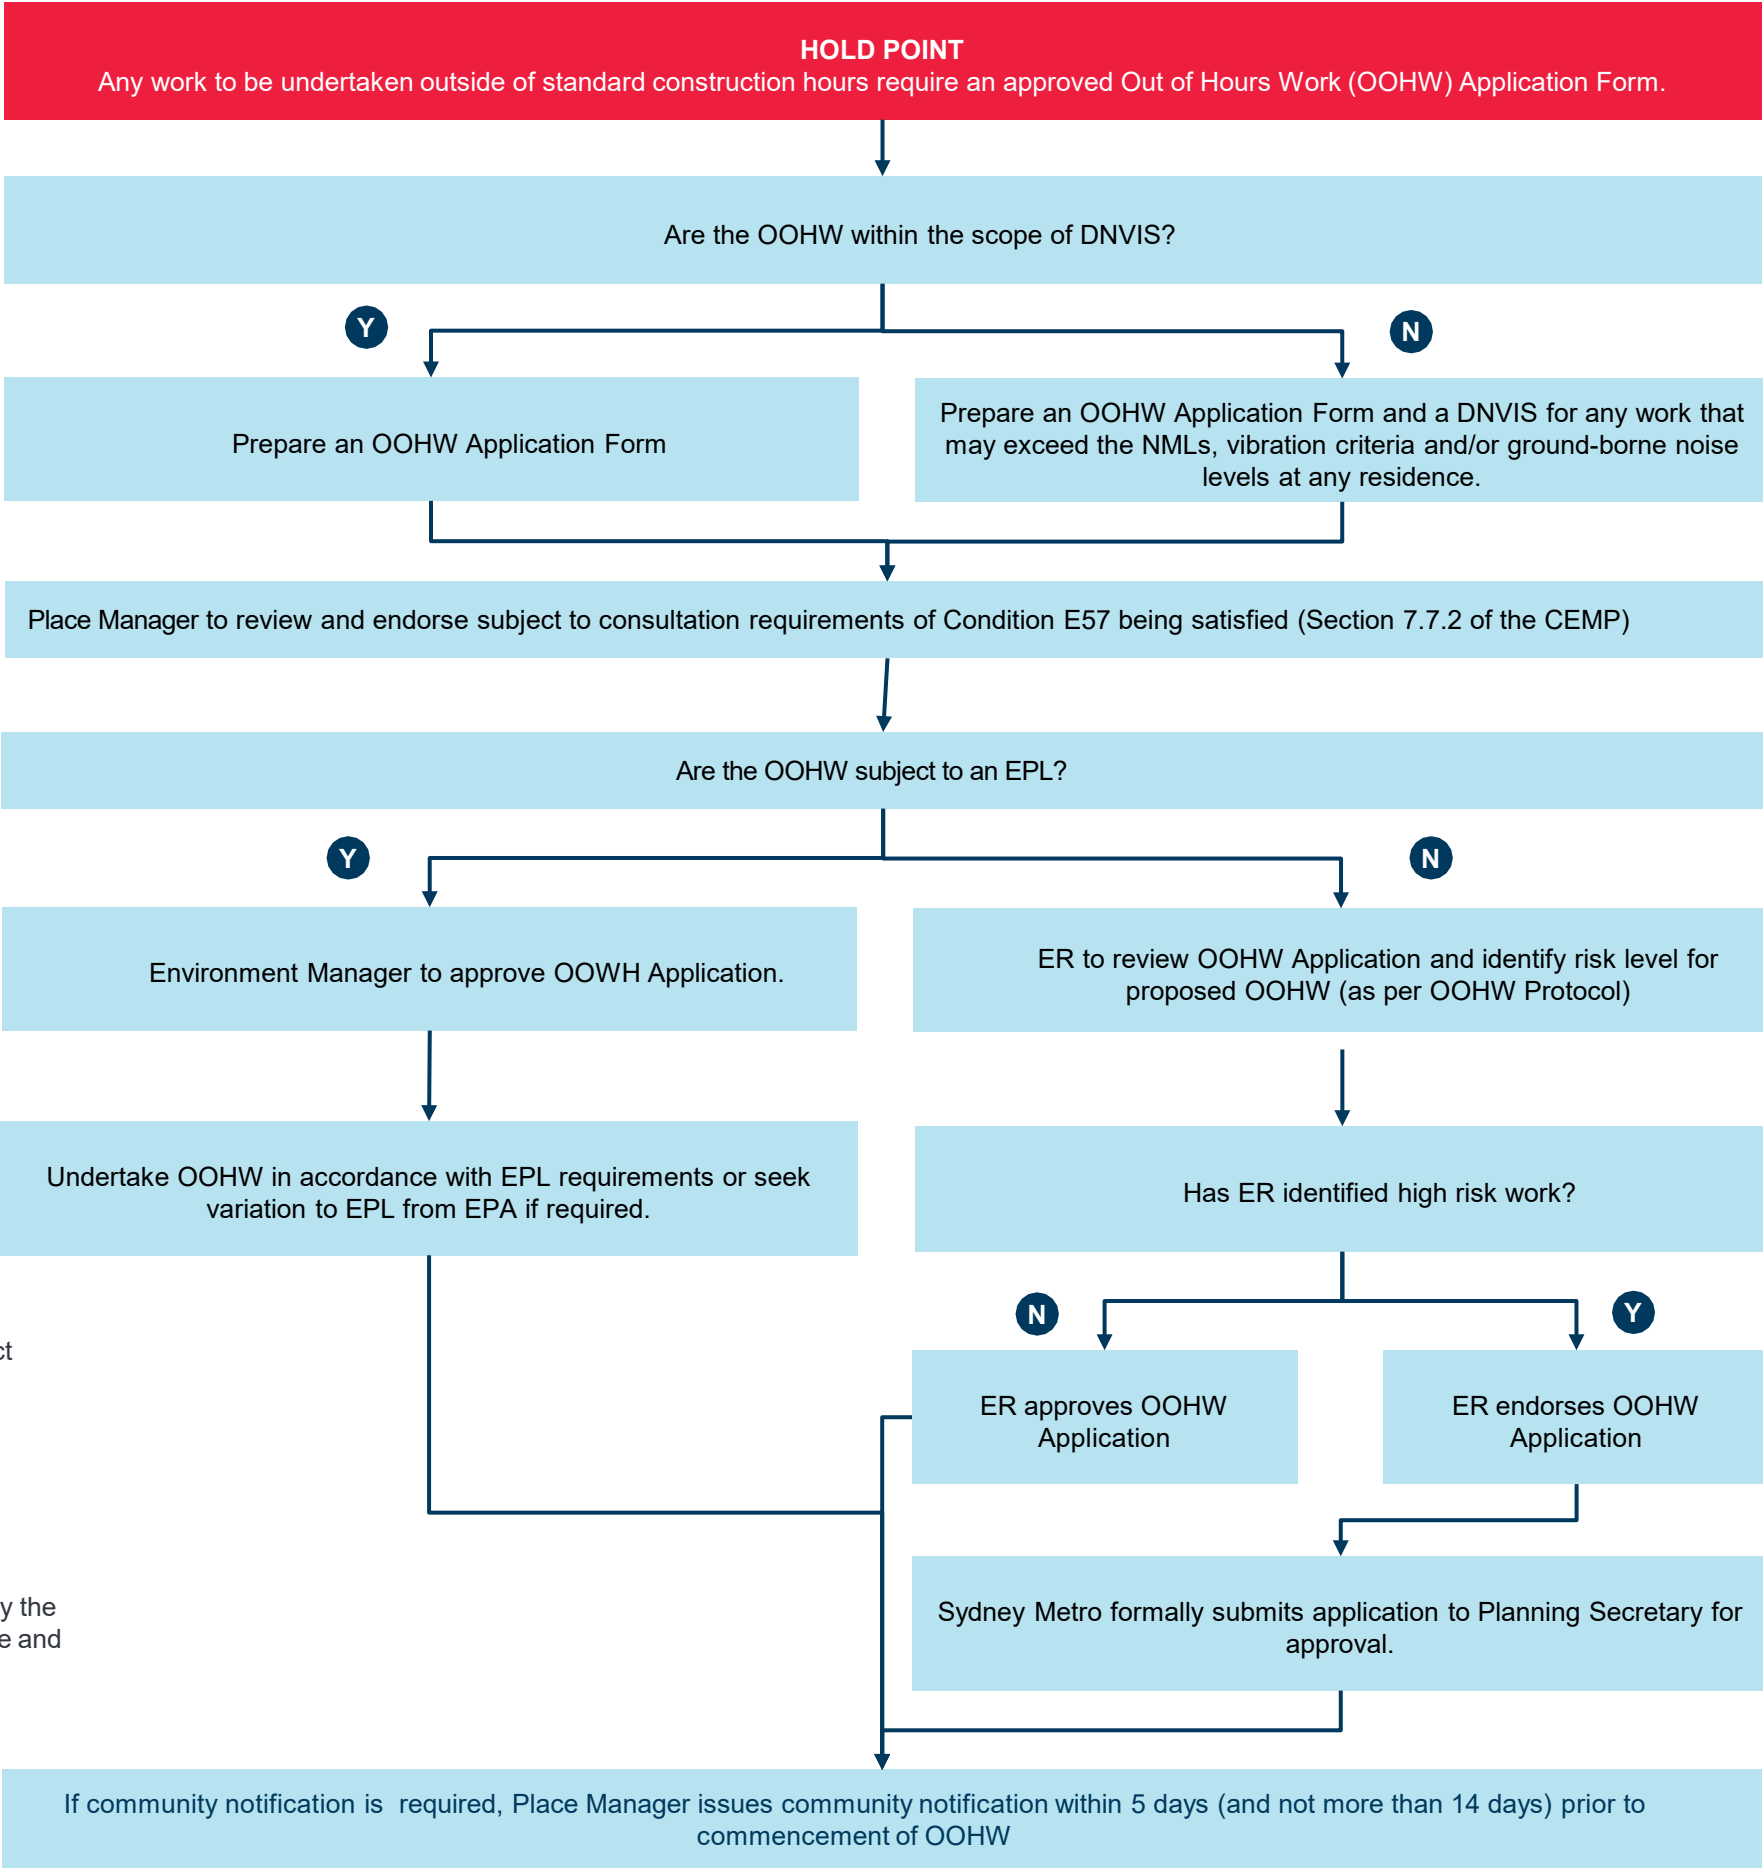 HOLD POINT
Any work to be undertaken outside of standard construction hours require an approved Out of Hours Work (OOHW) Application Form.
Are the OOHW within the scope of DNVIS?
Y
N
Prepare an OOHW Application Form
Prepare an OOHW Application Form and a DNVIS for any work that
may exceed the NMLs, vibration criteria and/or ground-borne noise
levels at any residence.
Place Manager to review and endorse subject to consultation requirements of Condition E57 being satisfied (Section 7.7.2 of the CEMP)
Are the OOHW subject to an EPL?
Y
N
Environment Manager to approve OOWH Application.
ER to review OOHW Application and identify risk level for
proposed OOHW (as per OOHW Protocol)
Undertake OOHW in accordance with EPL requirements or seek
variation to EPL from EPA if required.
Has ER identified high risk work?
N
Y
ct
ER approves OOHW
Application
ER endorses OOHW
Application
y the
e and
Sydney Metro formally submits application to Planning Secretary for
approval.
If community notification is required, Place Manager issues community notification within 5 days (and not more than 14 days) prior to
commencement of OOHW